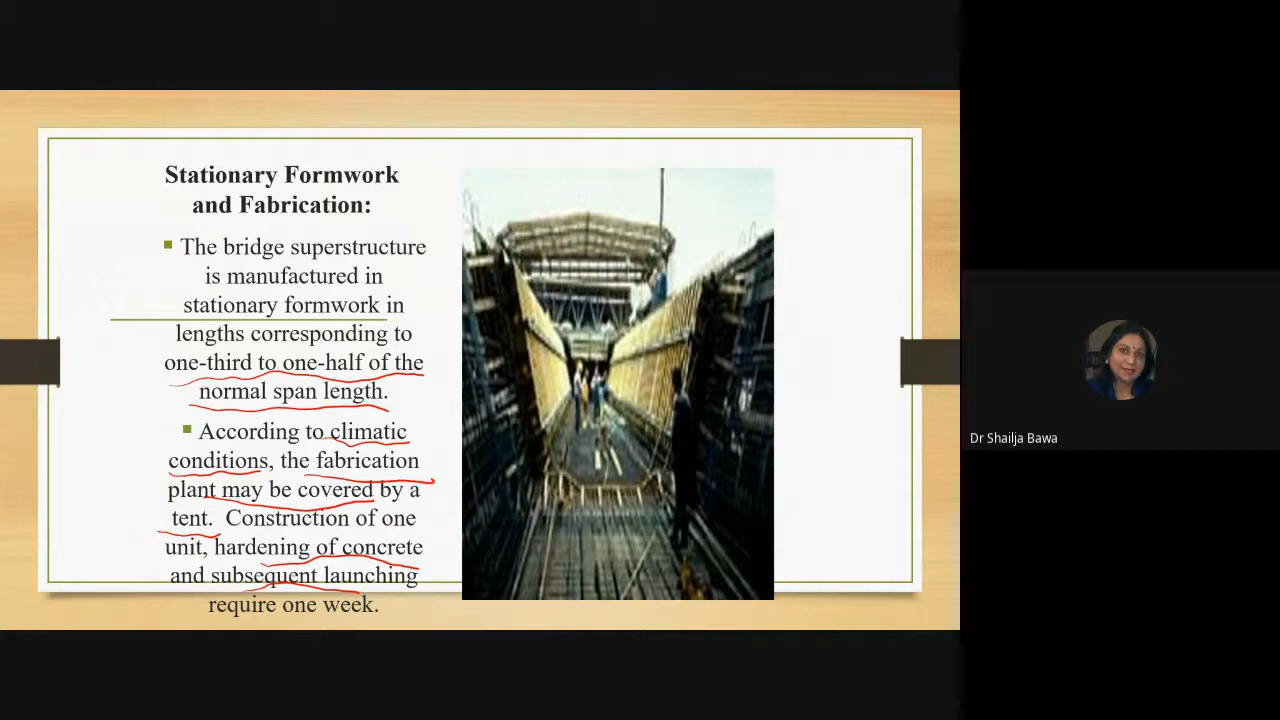 Stationary Formwork
and Fabrication:
The bridge superstructure
is manufactured in
stationary formwork in
lengths corresponding to
one-third to one-half of the
normal span length.
According to climatic
conditions, the fabrication
plant may be covered by a
tent. Construction of one
unit, hardening of concrete
and subsequent launching
require one week.
Dr Shailja Bawa